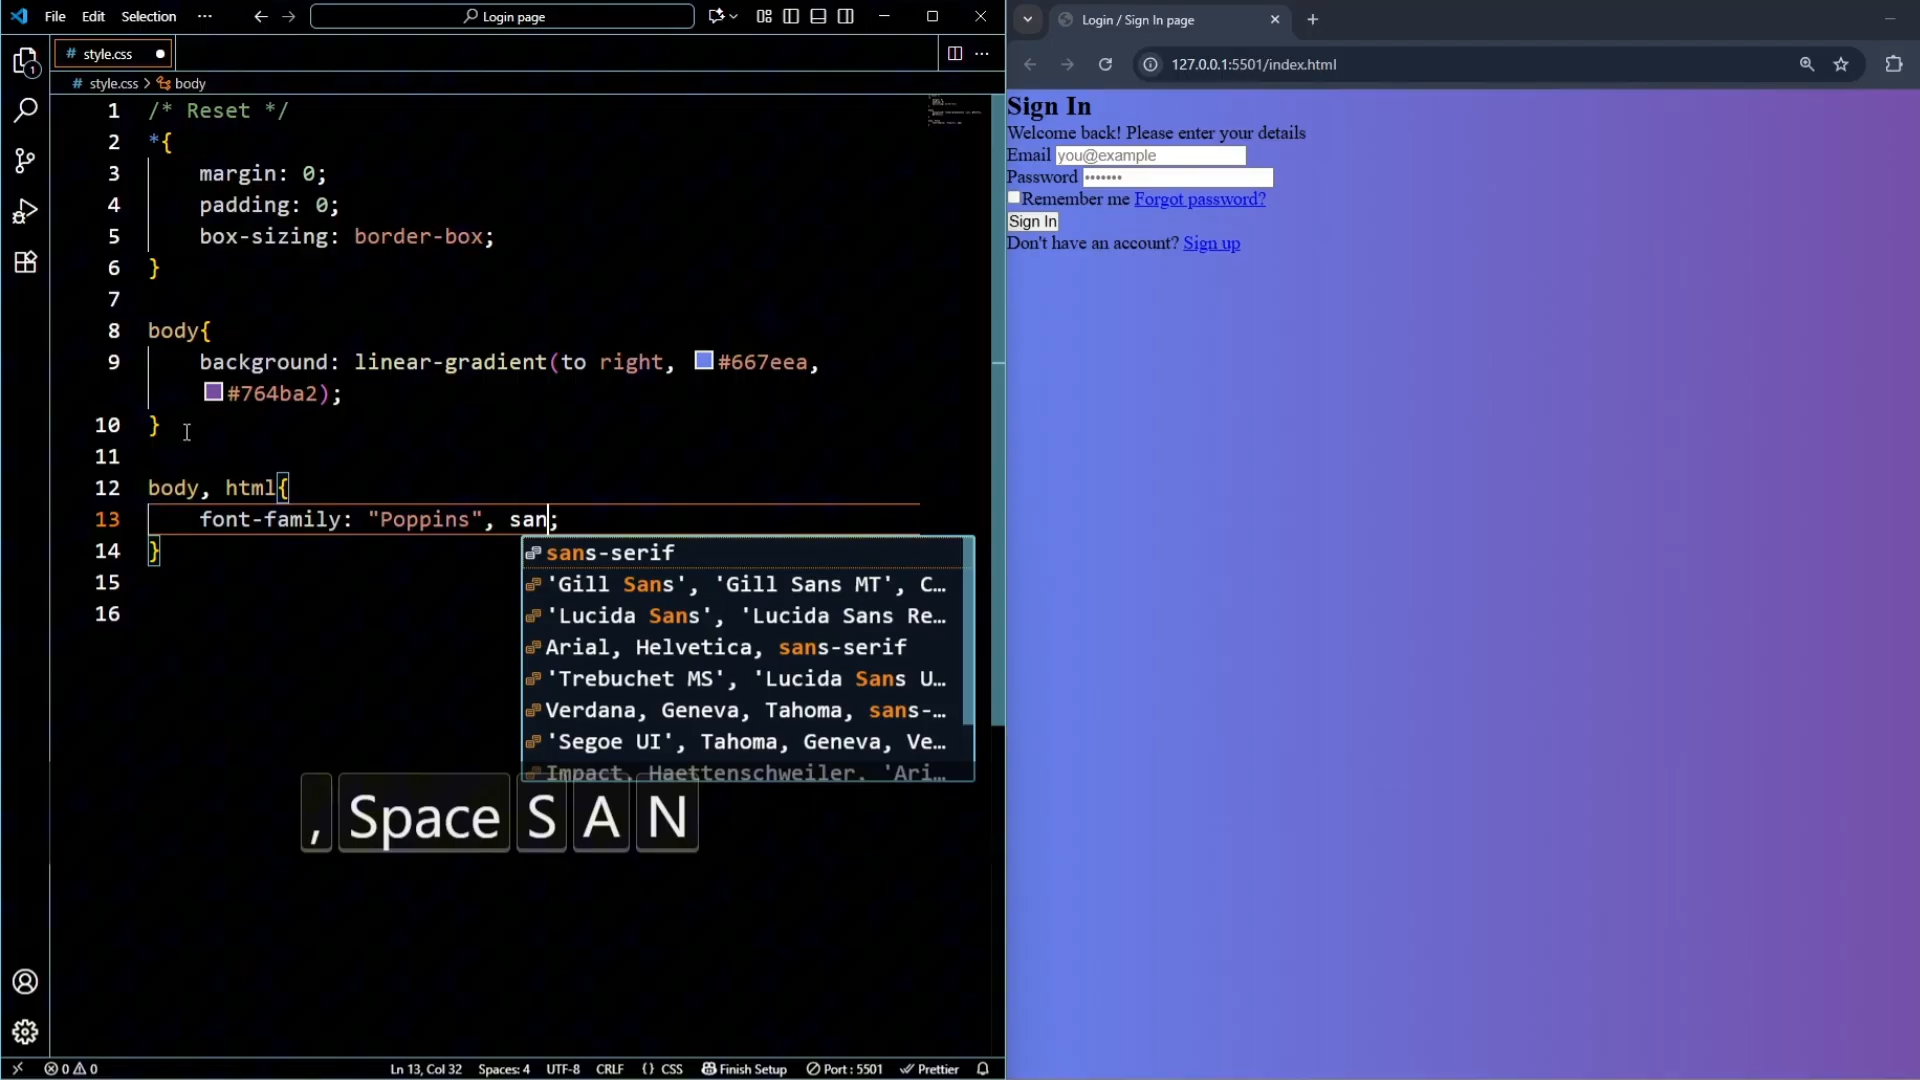 File Edit Selection ··· Login page
style.css
style.css > body
1 /* Reset */
2 *{
3 margin: 0;
4 padding: 0;
5 box-sizing: border-box;
6 }
7
8 body{
9 background: linear-gradient(to right, #667eea,
#764ba2);
10 }
11
12 body, html{
13 font-family: "Poppins", san;
14 }
15
16
sans-serif
'Gill Sans', 'Gill Sans MT', C…
'Lucida Sans', 'Lucida Sans Re…
Arial, Helvetica, sans-serif
'Trebuchet MS', 'Lucida Sans U…
Verdana, Geneva, Tahoma, sans-…
'Segoe UI', Tahoma, Geneva, Ve…
Impact, Haettenschweiler, 'Ari…
, Space S A N
1
0 0 Ln 13, Col 32 Spaces: 4 UTF-8 CRLF {} CSS Finish Setup Port : 5501 Prettier
Login / Sign In page
127.0.0.1:5501/index.html
Sign In
Welcome back! Please enter your details
Email you@example
Password •••••••
Remember me Forgot password?
Sign In
Don't have an account? Sign up